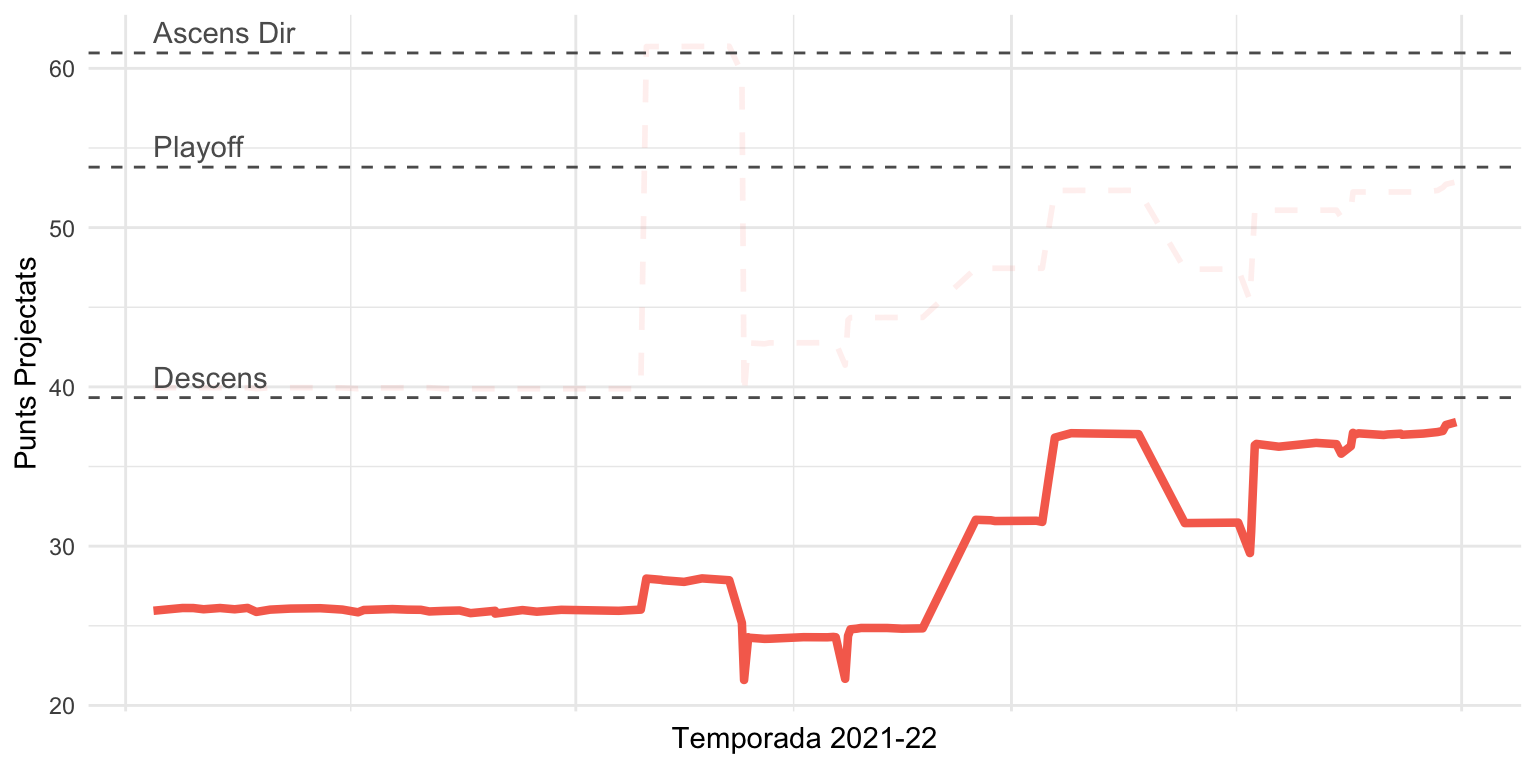 Ascens Dir
60
Playoff
50
Descens
40
30
20
Punts Projectats
Temporada 2021-22